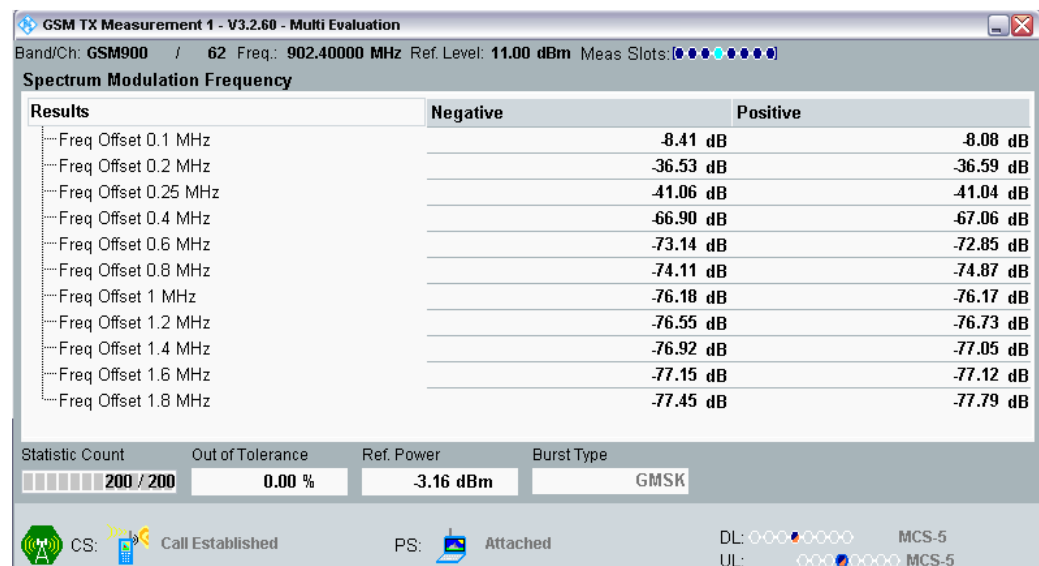 GSM TX Measurement 1 - V3.2.60 - Multi Evaluation
Band/Ch: GSM900 / 62 Freq.: 902.40000 MHz Ref. Level: 11.00 dBm Meas Slots:
Spectrum Modulation Frequency
Results Negative Positive
Freq Offset 0.1 MHz -8.41 dB -8.08 dB
Freq Offset 0.2 MHz -36.53 dB -36.59 dB
Freq Offset 0.25 MHz -41.06 dB -41.04 dB
Freq Offset 0.4 MHz -66.90 dB -67.06 dB
Freq Offset 0.6 MHz -73.14 dB -72.85 dB
Freq Offset 0.8 MHz -74.11 dB -74.87 dB
Freq Offset 1 MHz -76.18 dB -76.17 dB
Freq Offset 1.2 MHz -76.55 dB -76.73 dB
Freq Offset 1.4 MHz -76.92 dB -77.05 dB
Freq Offset 1.6 MHz -77.15 dB -77.12 dB
Freq Offset 1.8 MHz -77.45 dB -77.79 dB
Statistic Count Out of Tolerance Ref. Power Burst Type
200 / 200 0.00 % -3.16 dBm GMSK
CS: Call Established PS: Attached DL: MCS-5
UL: MCS-5